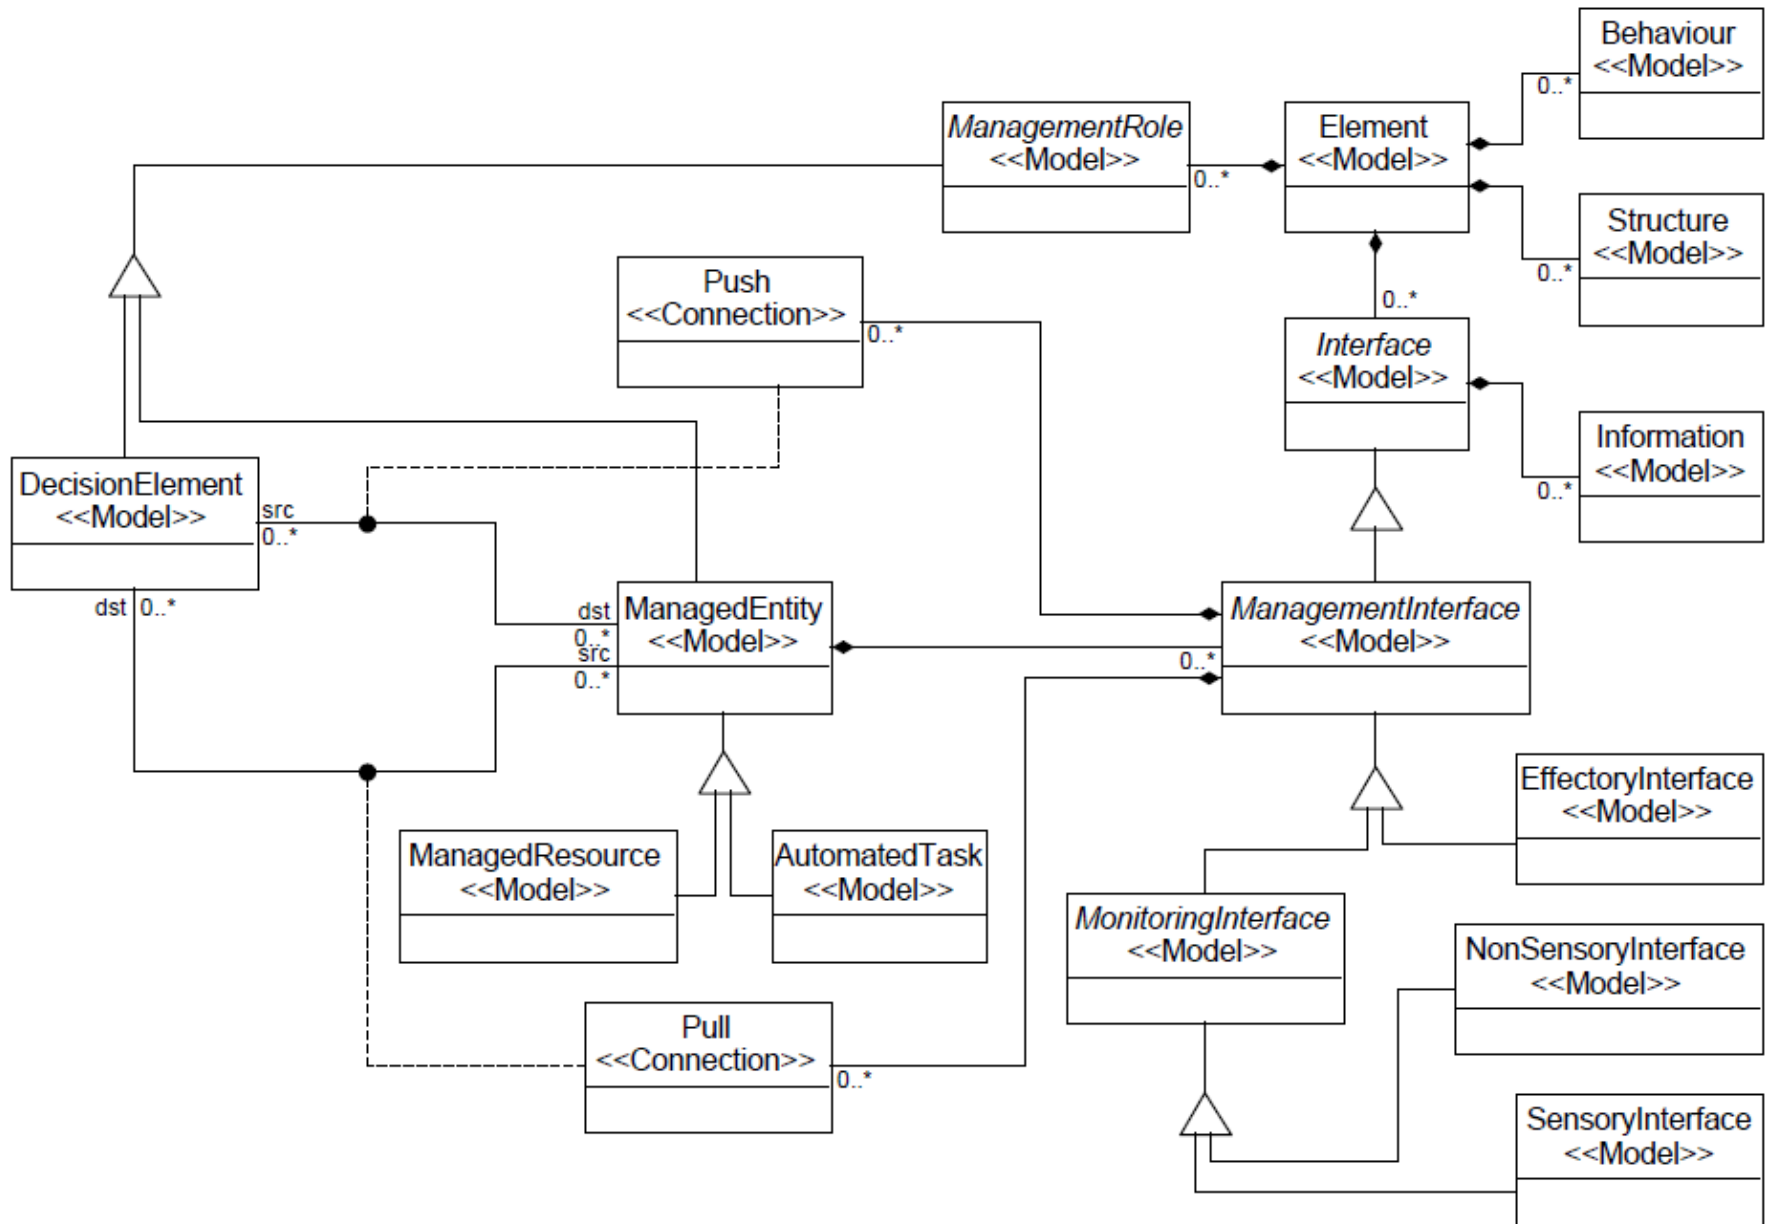 Behaviour
<<Model>>
0..*
ManagementRole
<<Model>>
0..*
Element
<<Model>>
Structure
<<Model>>
0..*
Push
<<Connection>>
0..*
0..*
Interface
<<Model>>
Information
<<Model>>
0..*
DecisionElement
<<Model>>
src
0..*
dst
0..*
dst
0..*
src
0..*
ManagedEntity
<<Model>>
ManagementInterface
<<Model>>
0..*
EffectoryInterface
<<Model>>
ManagedResource
<<Model>>
AutomatedTask
<<Model>>
MonitoringInterface
<<Model>>
NonSensoryInterface
<<Model>>
Pull
<<Connection>>
0..*
SensoryInterface
<<Model>>